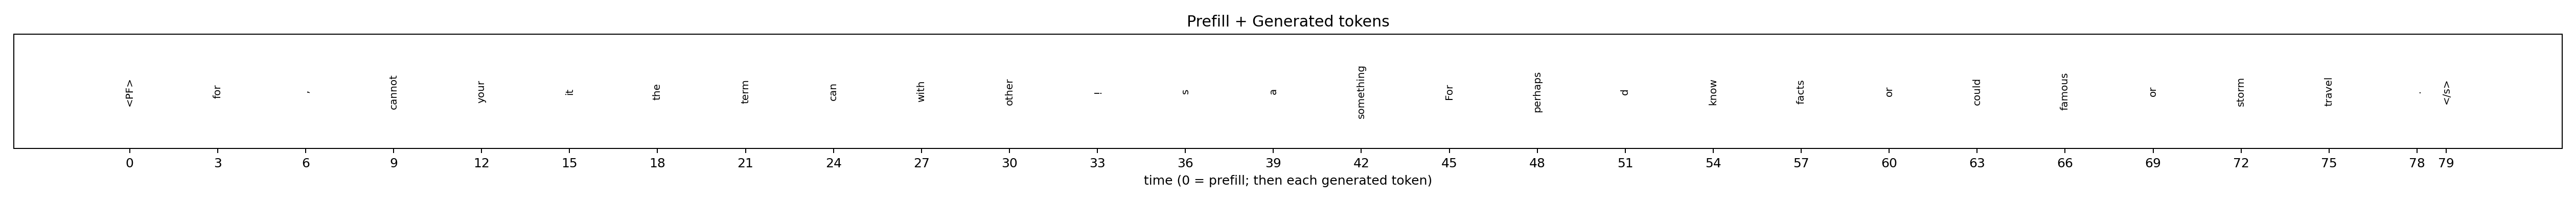 Prefill + Generated tokens
<PF> for , cannot your it the term can with other ! s a something For perhaps d know facts or could famous or storm travel . </s>
0 3 6 9 12 15 18 21 24 27 30 33 36 39 42 45 48 51 54 57 60 63 66 69 72 75 78 79
time (0 = prefill; then each generated token)